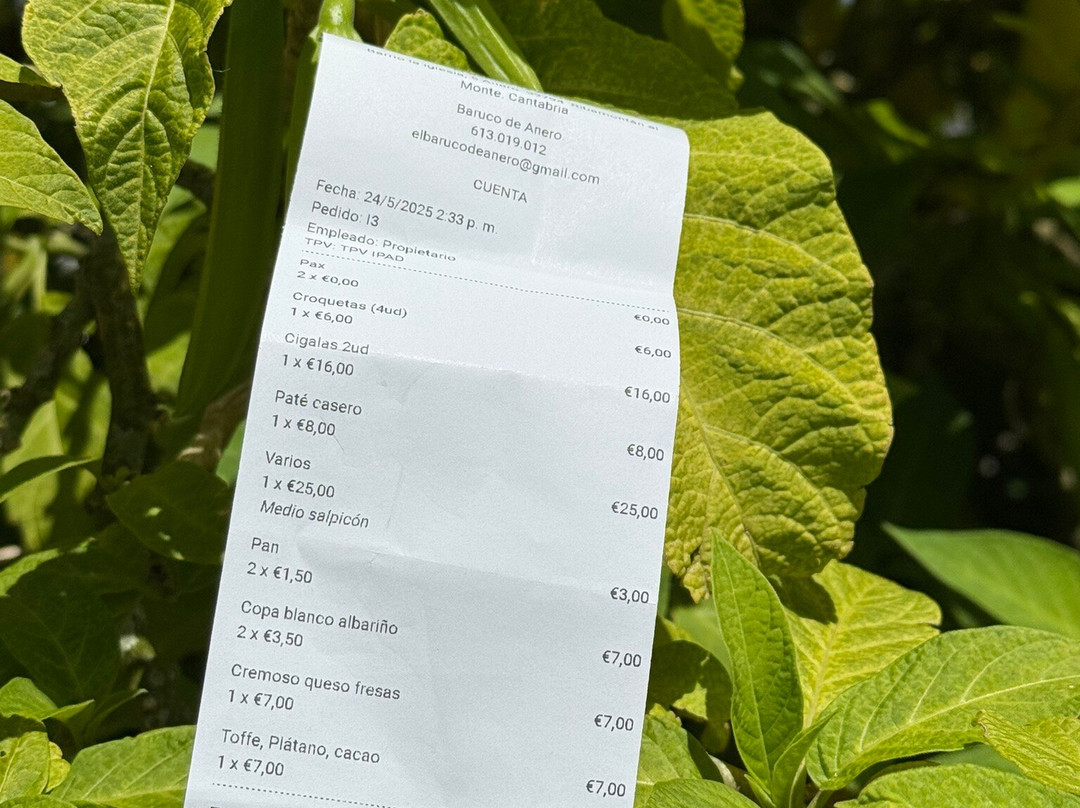 Monte, Cantabria
Baruco de Anero
613.019.012
elbarucodeanero@gmail.com
CUENTA
Fecha: 24/5/2025 2:33 p. m.
Pedido: I3
Empleado: Propietario
TPV: TPV IPAD
Pax
2 x €0,00 €0,00
Croquetas (4ud)
1 x €6,00 €6,00
Cigalas 2ud
1 x €16,00 €16,00
Paté casero
1 x €8,00 €8,00
Varios
1 x €25,00 €25,00
Medio salpicón
Pan
2 x €1,50 €3,00
Copa blanco albariño
2 x €3,50 €7,00
Cremoso queso fresas
1 x €7,00 €7,00
Toffe, Plátano, cacao
1 x €7,00 €7,00